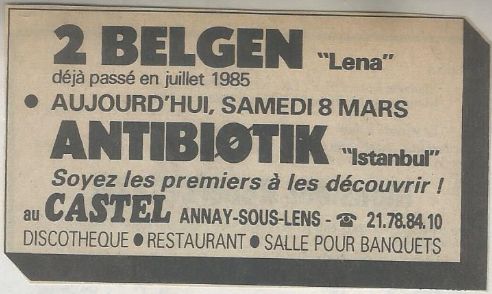 2 BELGEN "Lena"
déjà passé en juillet 1985
● AUJOURD'HUI, SAMEDI 8 MARS
ANTIBIØTIK "Istanbul"
Soyez les premiers à les découvrir !
au CASTEL ANNAY-SOUS-LENS - ☎ 21.78.84.10
DISCOTHEQUE ● RESTAURANT ● SALLE POUR BANQUETS